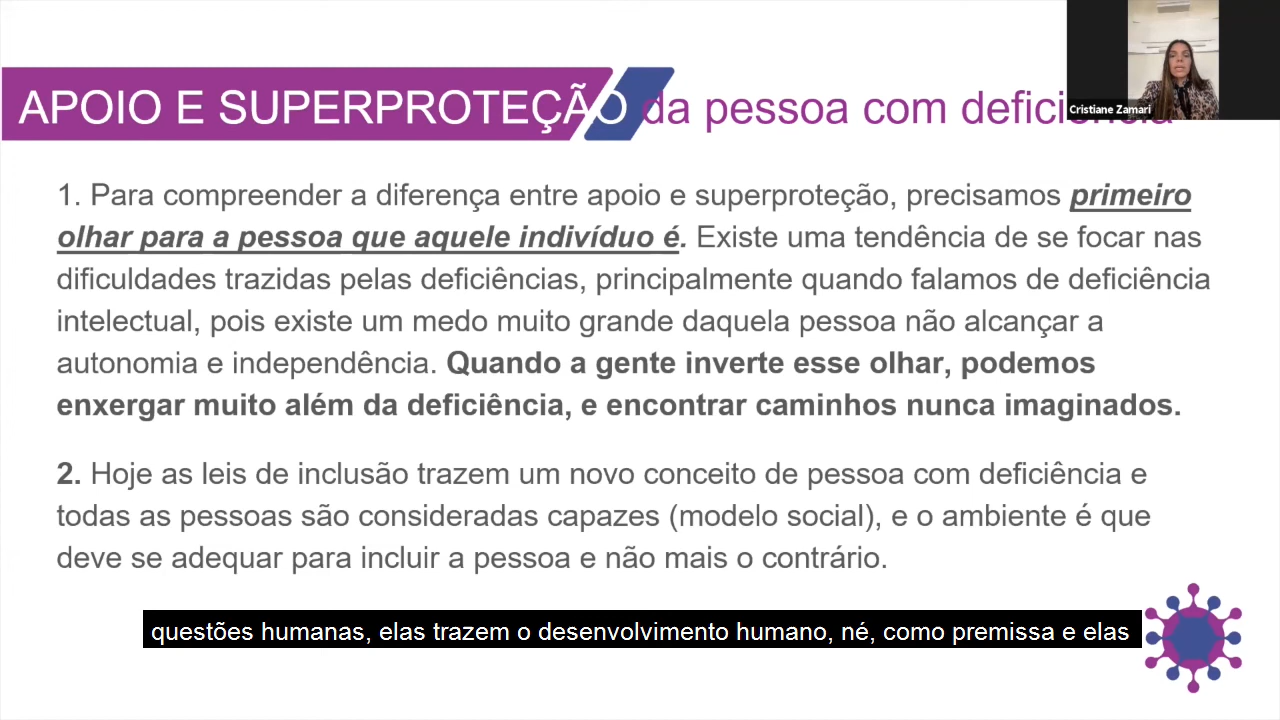 APOIO E SUPERPROTEÇÃO da pessoa com deficiência
Cristiane Zamari
1. Para compreender a diferença entre apoio e superproteção, precisamos primeiro
olhar para a pessoa que aquele indivíduo é. Existe uma tendência de se focar nas
dificuldades trazidas pelas deficiências, principalmente quando falamos de deficiência
intelectual, pois existe um medo muito grande daquela pessoa não alcançar a
autonomia e independência. Quando a gente inverte esse olhar, podemos
enxergar muito além da deficiência, e encontrar caminhos nunca imaginados.
2. Hoje as leis de inclusão trazem um novo conceito de pessoa com deficiência e
todas as pessoas são consideradas capazes (modelo social), e o ambiente é que
deve se adequar para incluir a pessoa e não mais o contrário.
questões humanas, elas trazem o desenvolvimento humano, né, como premissa e elas